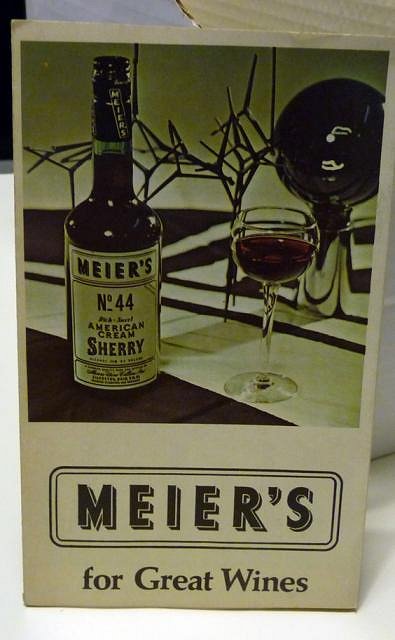 MEIER'S
MEIER'S
Nº 44
Rich-Sweet
AMERICAN
CREAM
SHERRY
MEIER'S
for Great Wines